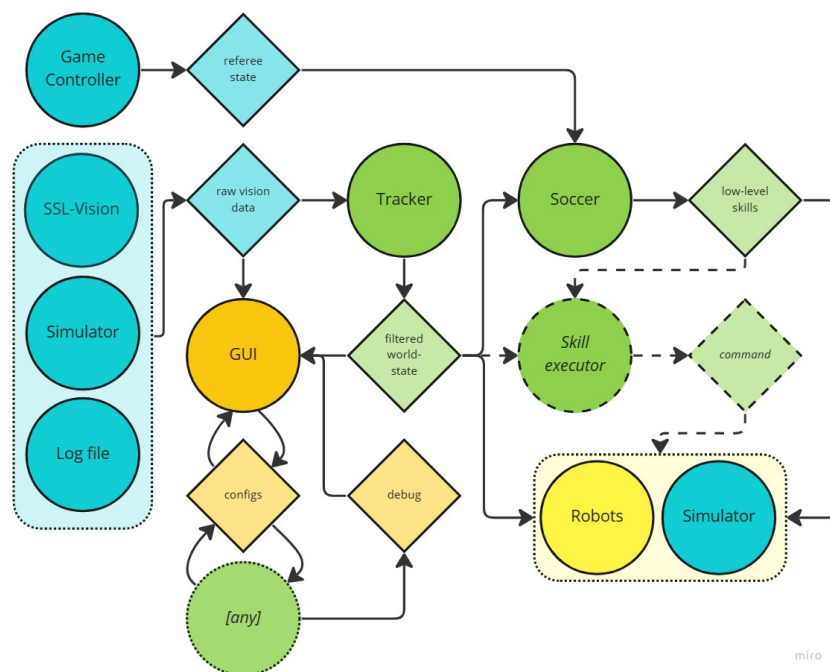 Game
Controller
referee
state
SSL-Vision
raw vision
data
Tracker
Soccer
low-level
skills
Simulator
GUI
filtered
world-
state
Skill
executor
command
Log file
configs
debug
Robots
Simulator
[any]
miro